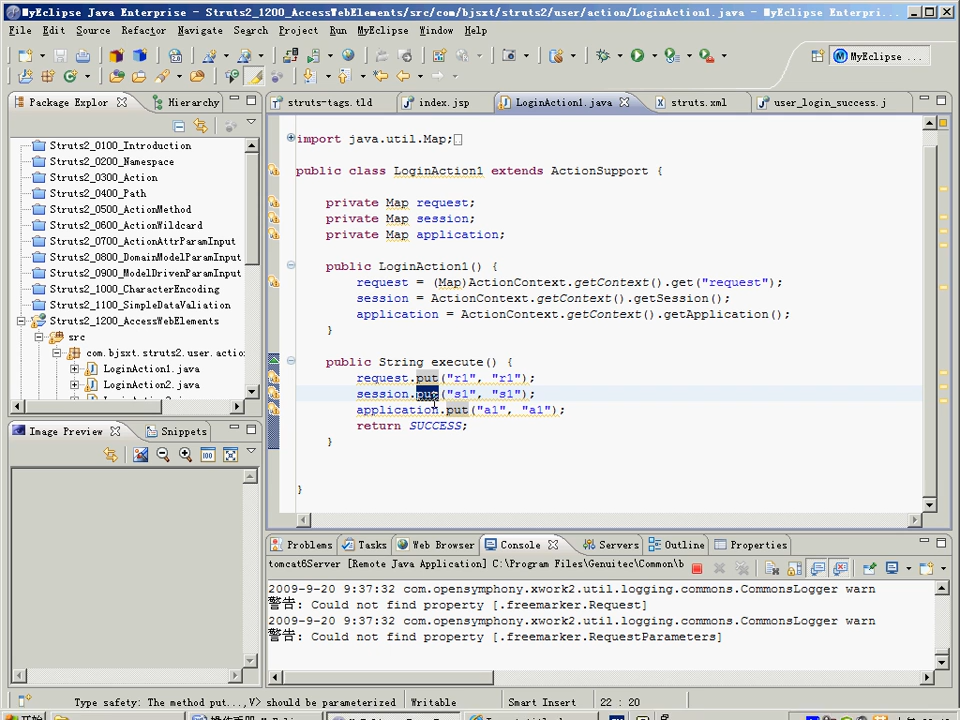 MyEclipse Java Enterprise - Struts2_1200_AccessWebElements/src/com/bjsxt/struts2/user/action/LoginAction1.java - MyEclipse Enterpri...
File Edit Source Refactor Navigate Search Project Run MyEclipse Window Help
MyEclipse ...
Package Explor
Hierarchy
Struts2_0100_Introduction
Struts2_0200_Namespace
Struts2_0300_Action
Struts2_0400_Path
Struts2_0500_ActionMethod
Struts2_0600_ActionWildcard
Struts2_0700_ActionAttrParamInput
Struts2_0800_DomainModelParamInput
Struts2_0900_ModelDrivenParamInput
Struts2_1000_CharacterEncoding
Struts2_1100_SimpleDataValiation
Struts2_1200_AccessWebElements
src
com.bjsxt.struts2.user.action
LoginAction1.java
LoginAction2.java
Image Preview
Snippets
struts-tags.tld
index.jsp
LoginAction1.java
struts.xml
user_login_success.j
import java.util.Map;
public class LoginAction1 extends ActionSupport {
private Map request;
private Map session;
private Map application;
public LoginAction1() {
request = (Map)ActionContext.getContext().get("request");
session = ActionContext.getContext().getSession();
application = ActionContext.getContext().getApplication();
}
public String execute() {
request.put("r1", "r1");
session.put("s1", "s1");
application.put("a1", "a1");
return SUCCESS;
}
}
Problems Tasks Web Browser Console Servers Outline Properties
tomcat6Server [Remote Java Application] C:\Program Files\Genuitec\Common\b
2009-9-20 9:37:32 com.opensymphony.xwork2.util.logging.commons.CommonsLogger warn
警告: Could not find property [.freemarker.Request]
2009-9-20 9:37:32 com.opensymphony.xwork2.util.logging.commons.CommonsLogger warn
警告: Could not find property [.freemarker.RequestParameters]
Type safety: The method put...,V> should be parameterized
Writable
Smart Insert
22 : 20